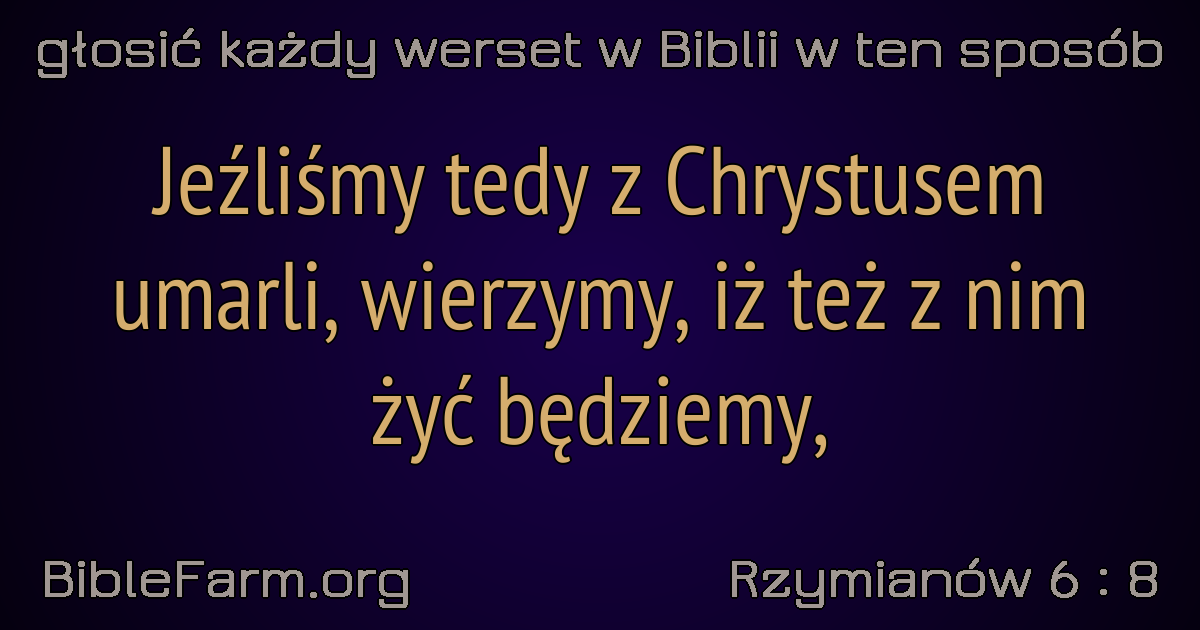 głosić każdy werset w Biblii w ten sposób
Jeźliśmy tedy z Chrystusem
umarli, wierzymy, iż też z nim
żyć będziemy,
BibleFarm.org
Rzymianów 6 : 8